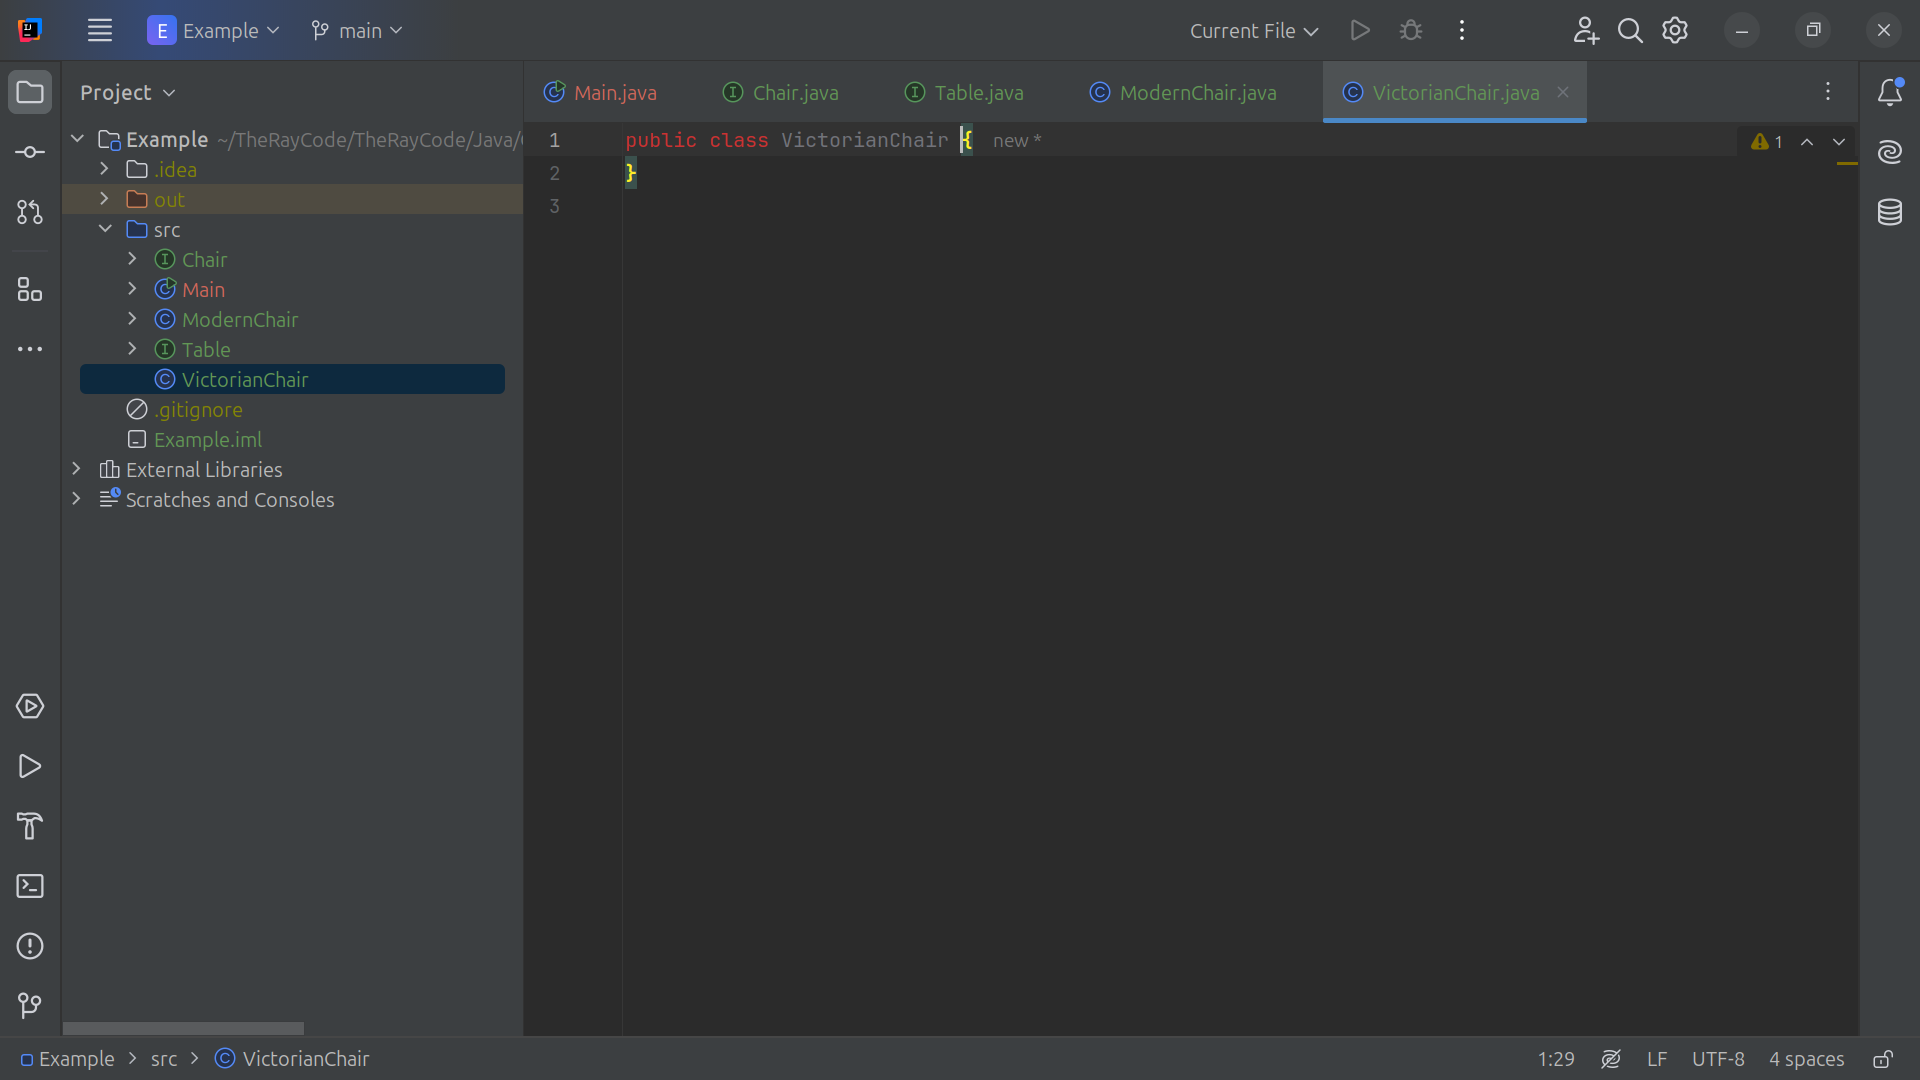 E Example main Current File
Project
Main.java Chair.java Table.java ModernChair.java VictorianChair.java
Example ~/TheRayCode/TheRayCode/Java/
.idea
out
src
Chair
Main
ModernChair
Table
VictorianChair
.gitignore
Example.iml
External Libraries
Scratches and Consoles
1 public class VictorianChair { new *
2 }
3
1
Example src VictorianChair
1:29 LF UTF-8 4 spaces